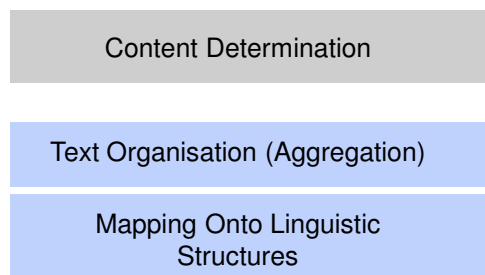 Content Determination
Text Organisation (Aggregation)
Mapping Onto Linguistic
Structures